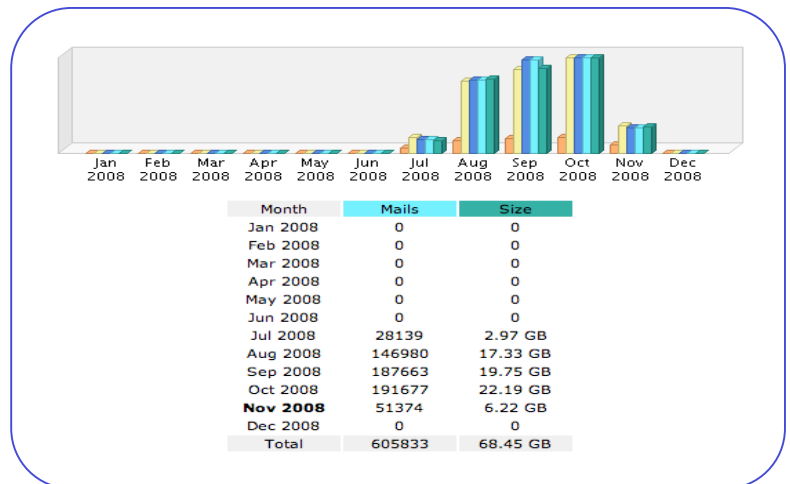 Jan Feb Mar Apr May Jun Jul Aug Sep Oct Nov Dec
2008 2008 2008 2008 2008 2008 2008 2008 2008 2008 2008 2008
Month Mails Size
Jan 2008 0 0
Feb 2008 0 0
Mar 2008 0 0
Apr 2008 0 0
May 2008 0 0
Jun 2008 0 0
Jul 2008 28139 2.97 GB
Aug 2008 146980 17.33 GB
Sep 2008 187663 19.75 GB
Oct 2008 191677 22.19 GB
Nov 2008 51374 6.22 GB
Dec 2008 0 0
Total 605833 68.45 GB